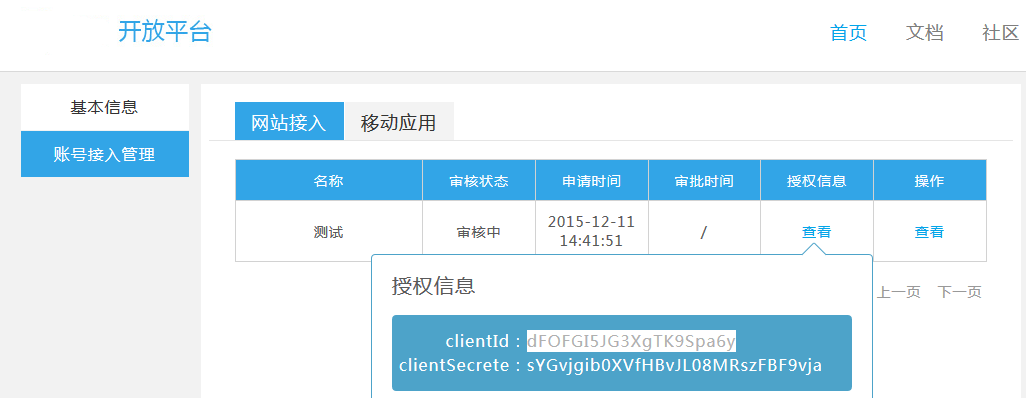 开放平台
首页 文档 社区
基本信息
账号接入管理
网站接入 移动应用
名称 审核状态 申请时间 审批时间 授权信息 操作
测试 审核中 2015-12-11 14:41:51 / 查看 查看
上一页 下一页
授权信息
clientId : dFOFGI5JG3XgTK9Spa6y
clientSecrete : sYGvjgib0XVfHBvJL08MRszFBF9vja